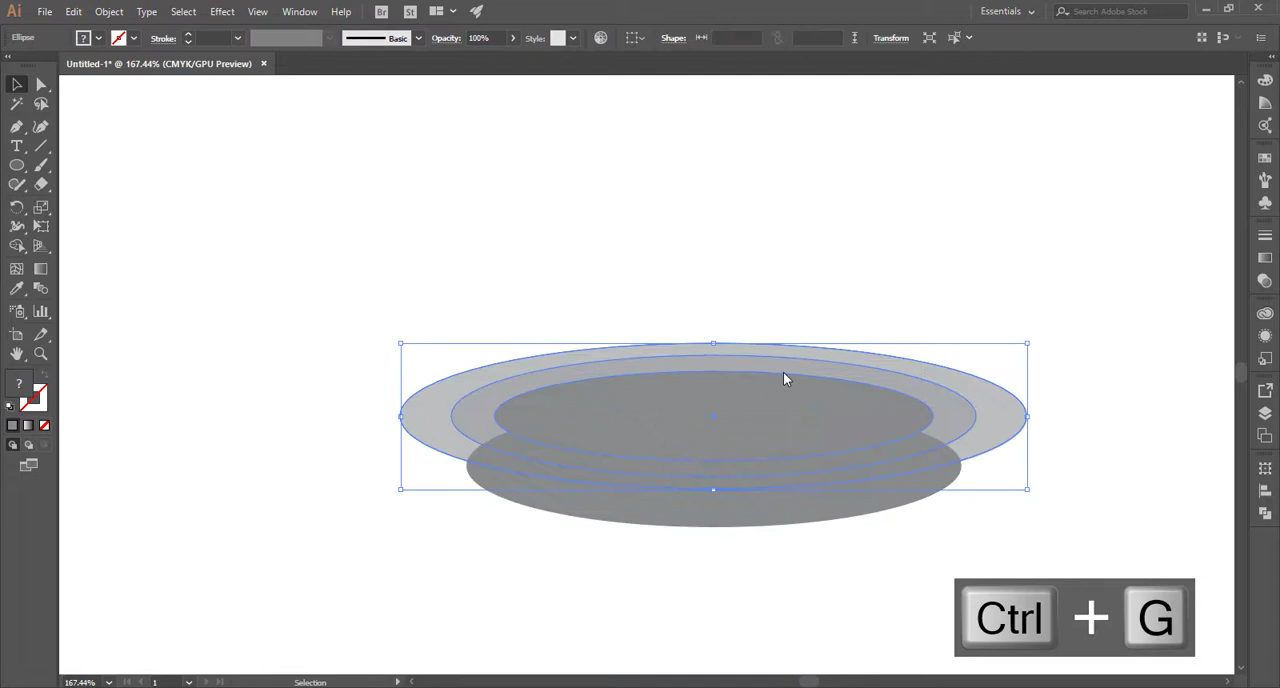 Ai File Edit Object Type Select Effect View Window Help Br St Essentials Search Adobe Stock
Ellipse ? Stroke: Basic Opacity: 100% Style: Shape: Transform
Untitled-1* @ 167.44% (CMYK/GPU Preview) ×
T
?
Ctrl + G
167.44% 1 Selection